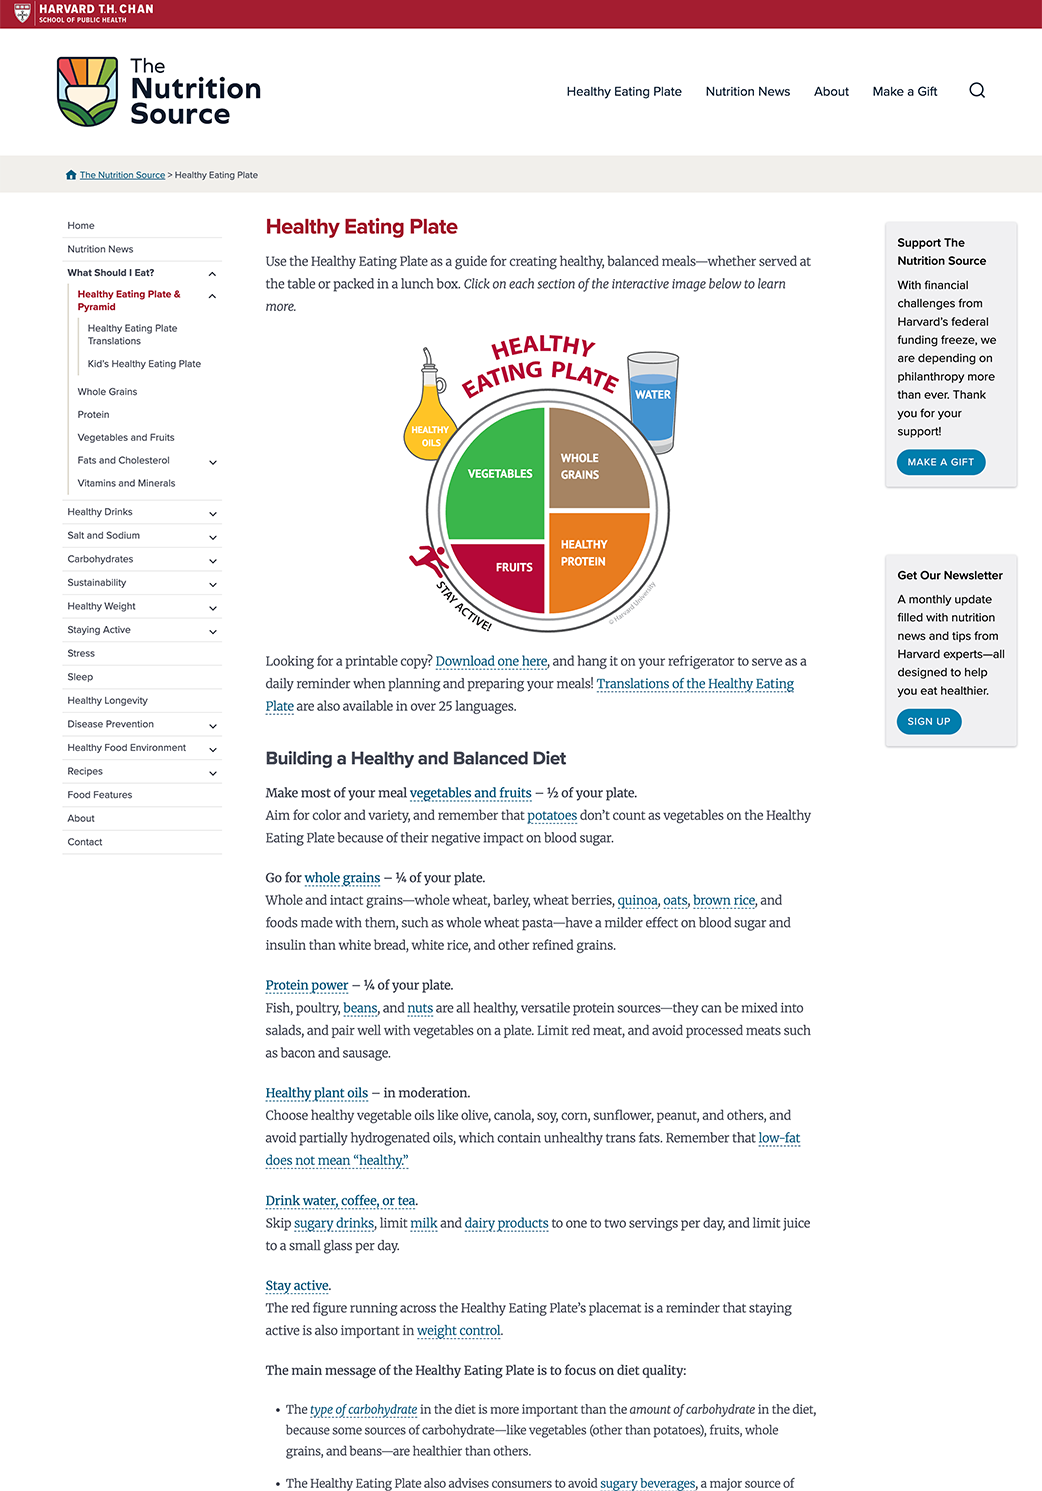 HARVARD T.H. CHAN
SCHOOL OF PUBLIC HEALTH
The
Nutrition
Source
Healthy Eating Plate
Nutrition News
About
Make a Gift
The Nutrition Source > Healthy Eating Plate
Home
Nutrition News
What Should I Eat?
Healthy Eating Plate &
Pyramid
Healthy Eating Plate
Translations
Kid's Healthy Eating Plate
Whole Grains
Protein
Vegetables and Fruits
Fats and Cholesterol
Vitamins and Minerals
Healthy Drinks
Salt and Sodium
Carbohydrates
Sustainability
Healthy Weight
Staying Active
Stress
Sleep
Healthy Longevity
Disease Prevention
Healthy Food Environment
Recipes
Food Features
About
Contact
Healthy Eating Plate
Use the Healthy Eating Plate as a guide for creating healthy, balanced meals—whether served at
the table or packed in a lunch box. Click on each section of the interactive image below to learn
more.
HEALTHY
EATING PLATE
HEALTHY
OILS
WATER
VEGETABLES
WHOLE
GRAINS
FRUITS
HEALTHY
PROTEIN
STAY ACTIVE!
© Harvard University
Looking for a printable copy? Download one here, and hang it on your refrigerator to serve as a
daily reminder when planning and preparing your meals! Translations of the Healthy Eating
Plate are also available in over 25 languages.
Building a Healthy and Balanced Diet
Make most of your meal vegetables and fruits – ½ of your plate.
Aim for color and variety, and remember that potatoes don’t count as vegetables on the Healthy
Eating Plate because of their negative impact on blood sugar.
Go for whole grains – ¼ of your plate.
Whole and intact grains—whole wheat, barley, wheat berries, quinoa, oats, brown rice, and
foods made with them, such as whole wheat pasta—have a milder effect on blood sugar and
insulin than white bread, white rice, and other refined grains.
Protein power – ¼ of your plate.
Fish, poultry, beans, and nuts are all healthy, versatile protein sources—they can be mixed into
salads, and pair well with vegetables on a plate. Limit red meat, and avoid processed meats such
as bacon and sausage.
Healthy plant oils – in moderation.
Choose healthy vegetable oils like olive, canola, soy, corn, sunflower, peanut, and others, and
avoid partially hydrogenated oils, which contain unhealthy trans fats. Remember that low-fat
does not mean “healthy.”
Drink water, coffee, or tea.
Skip sugary drinks, limit milk and dairy products to one to two servings per day, and limit juice
to a small glass per day.
Stay active.
The red figure running across the Healthy Eating Plate’s placemat is a reminder that staying
active is also important in weight control.
The main message of the Healthy Eating Plate is to focus on diet quality:
• The type of carbohydrate in the diet is more important than the amount of carbohydrate in the diet,
because some sources of carbohydrate—like vegetables (other than potatoes), fruits, whole
grains, and beans—are healthier than others.
• The Healthy Eating Plate also advises consumers to avoid sugary beverages, a major source of
Support The
Nutrition Source
With financial
challenges from
Harvard’s federal
funding freeze, we
are depending on
philanthropy more
than ever. Thank
you for your
support!
MAKE A GIFT
Get Our Newsletter
A monthly update
filled with nutrition
news and tips from
Harvard experts—all
designed to help
you eat healthier.
SIGN UP